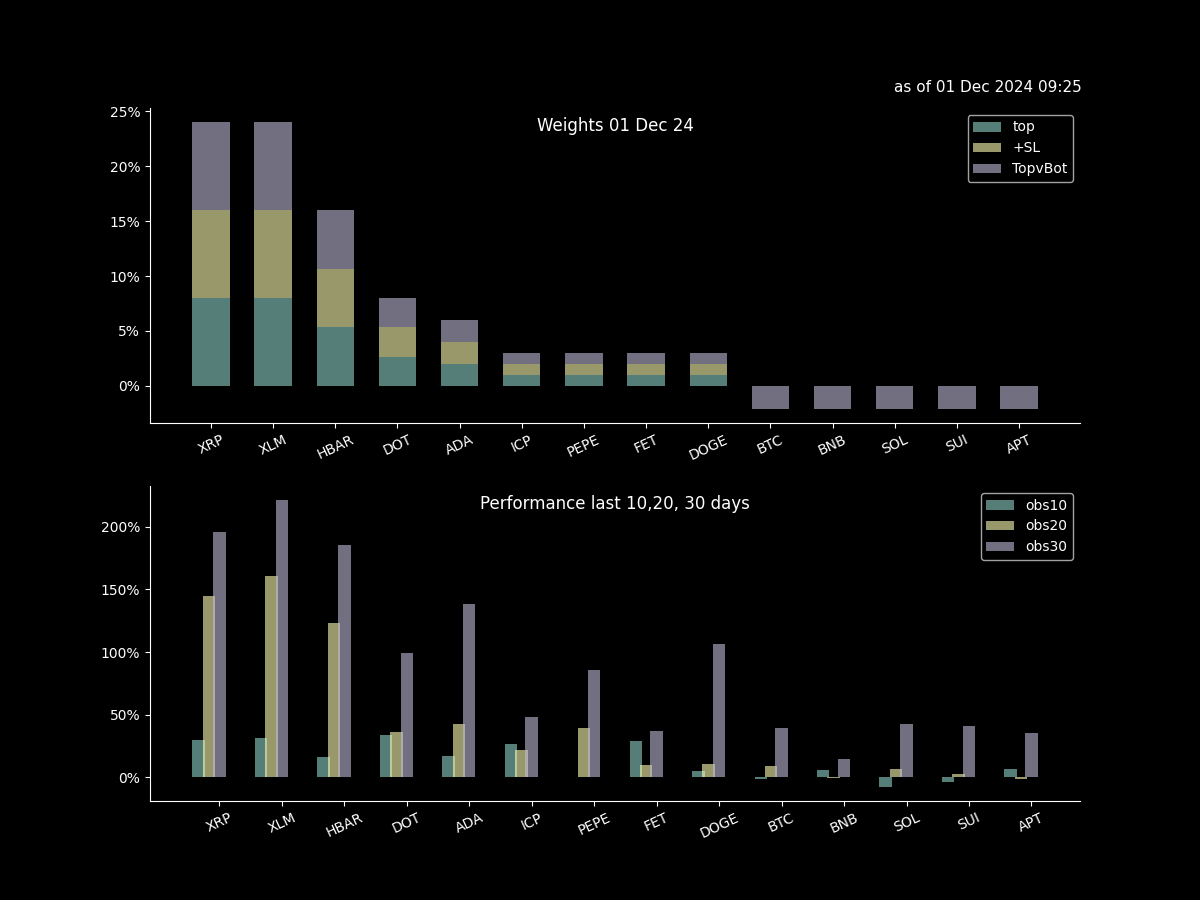 as of 01 Dec 2024 09:25
Weights 01 Dec 24
top
+SL
TopvBot
25%
20%
15%
10%
5%
0%
XRP XLM HBAR DOT ADA ICP PEPE FET DOGE BTC BNB SOL SUI APT
Performance last 10,20, 30 days
obs10
obs20
obs30
200%
150%
100%
50%
0%
XRP XLM HBAR DOT ADA ICP PEPE FET DOGE BTC BNB SOL SUI APT